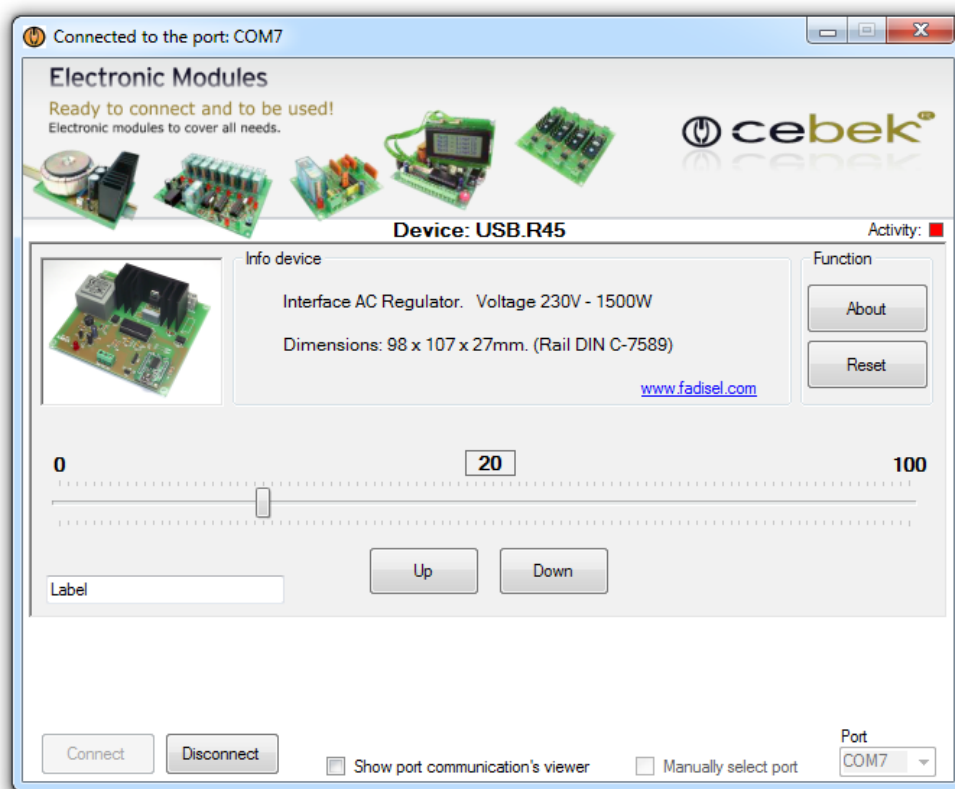 Connected to the port: COM7
Electronic Modules
Ready to connect and to be used!
Electronic modules to cover all needs.
cebek
Device: USB.R45
Activity:
Info device
Function
Interface AC Regulator. Voltage 230V - 1500W
Dimensions: 98 x 107 x 27mm. (Rail DIN C-7589)
www.fadisel.com
About
Reset
0
20
100
Up
Down
Label
Connect
Disconnect
Show port communication's viewer
Manually select port
Port
COM7